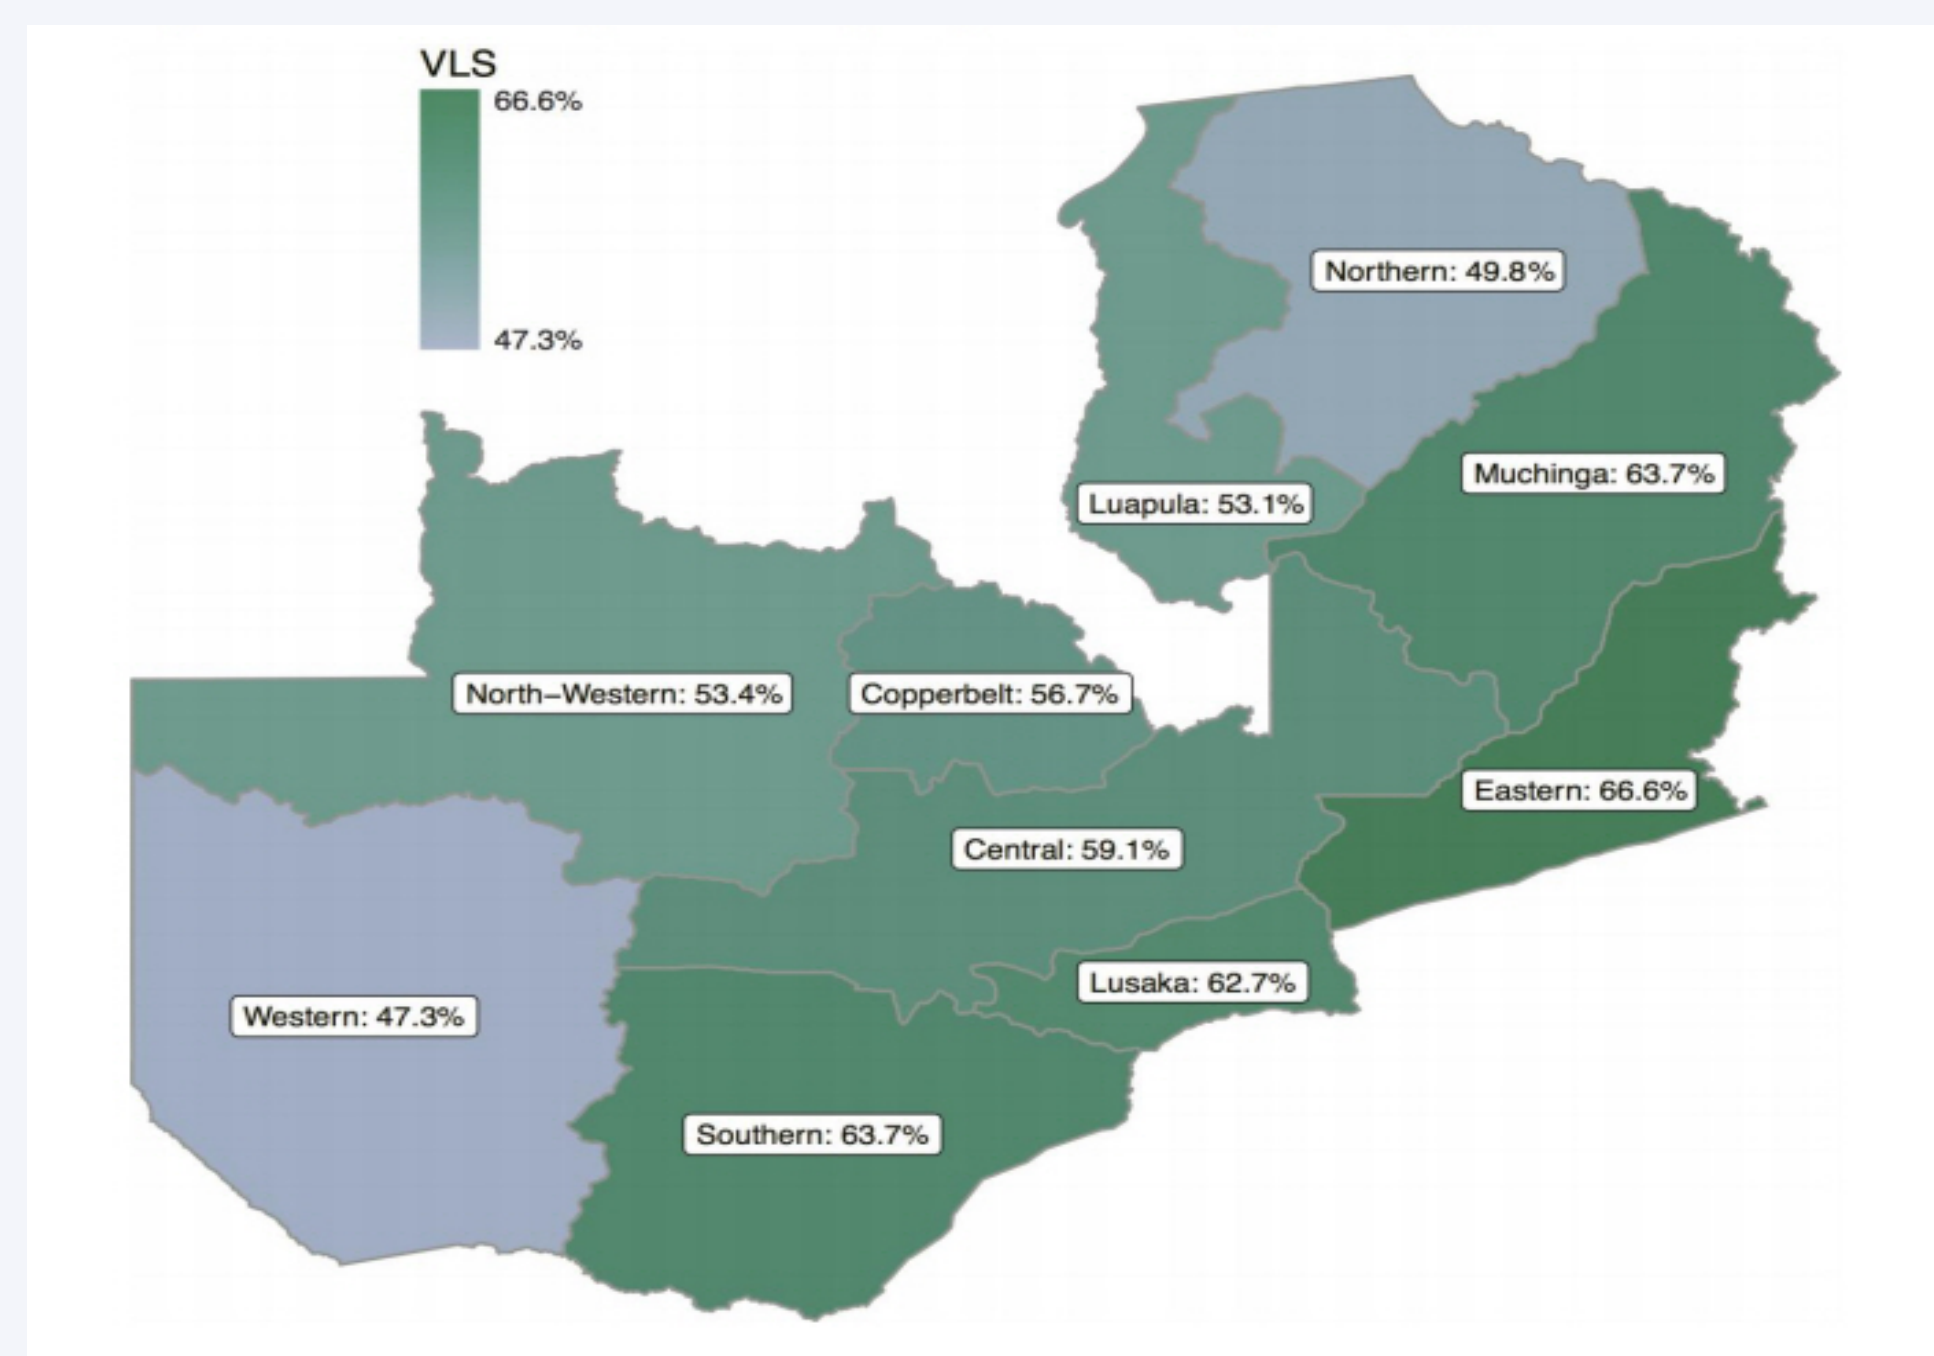 VLS
66.6%
47.3%
Northern: 49.8%
Muchinga: 63.7%
Luapula: 53.1%
North−Western: 53.4%
Copperbelt: 56.7%
Eastern: 66.6%
Central: 59.1%
Lusaka: 62.7%
Western: 47.3%
Southern: 63.7%